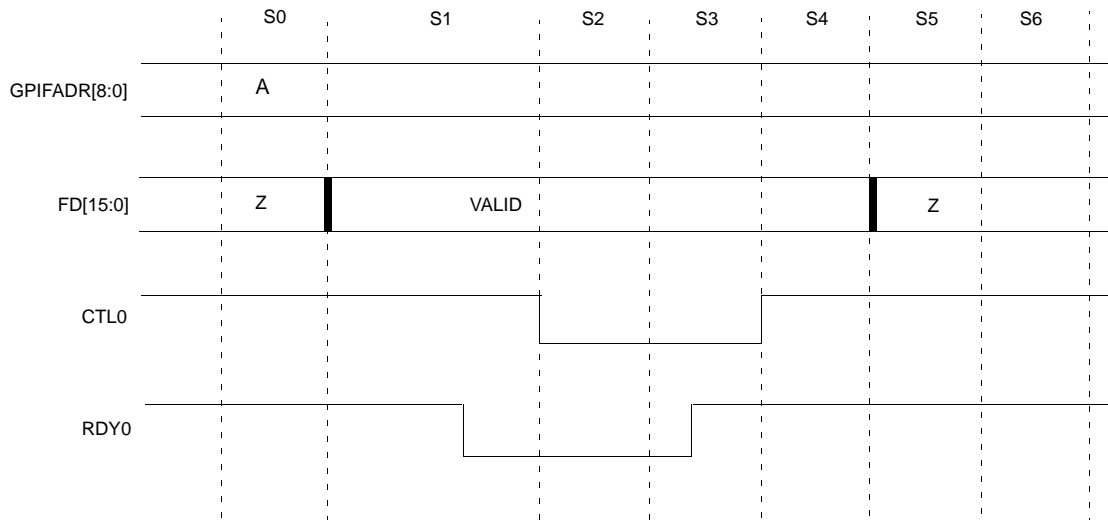 S0 S1 S2 S3 S4 S5 S6
GPIFADR[8:0] A
FD[15:0] Z VALID Z
CTL0
RDY0